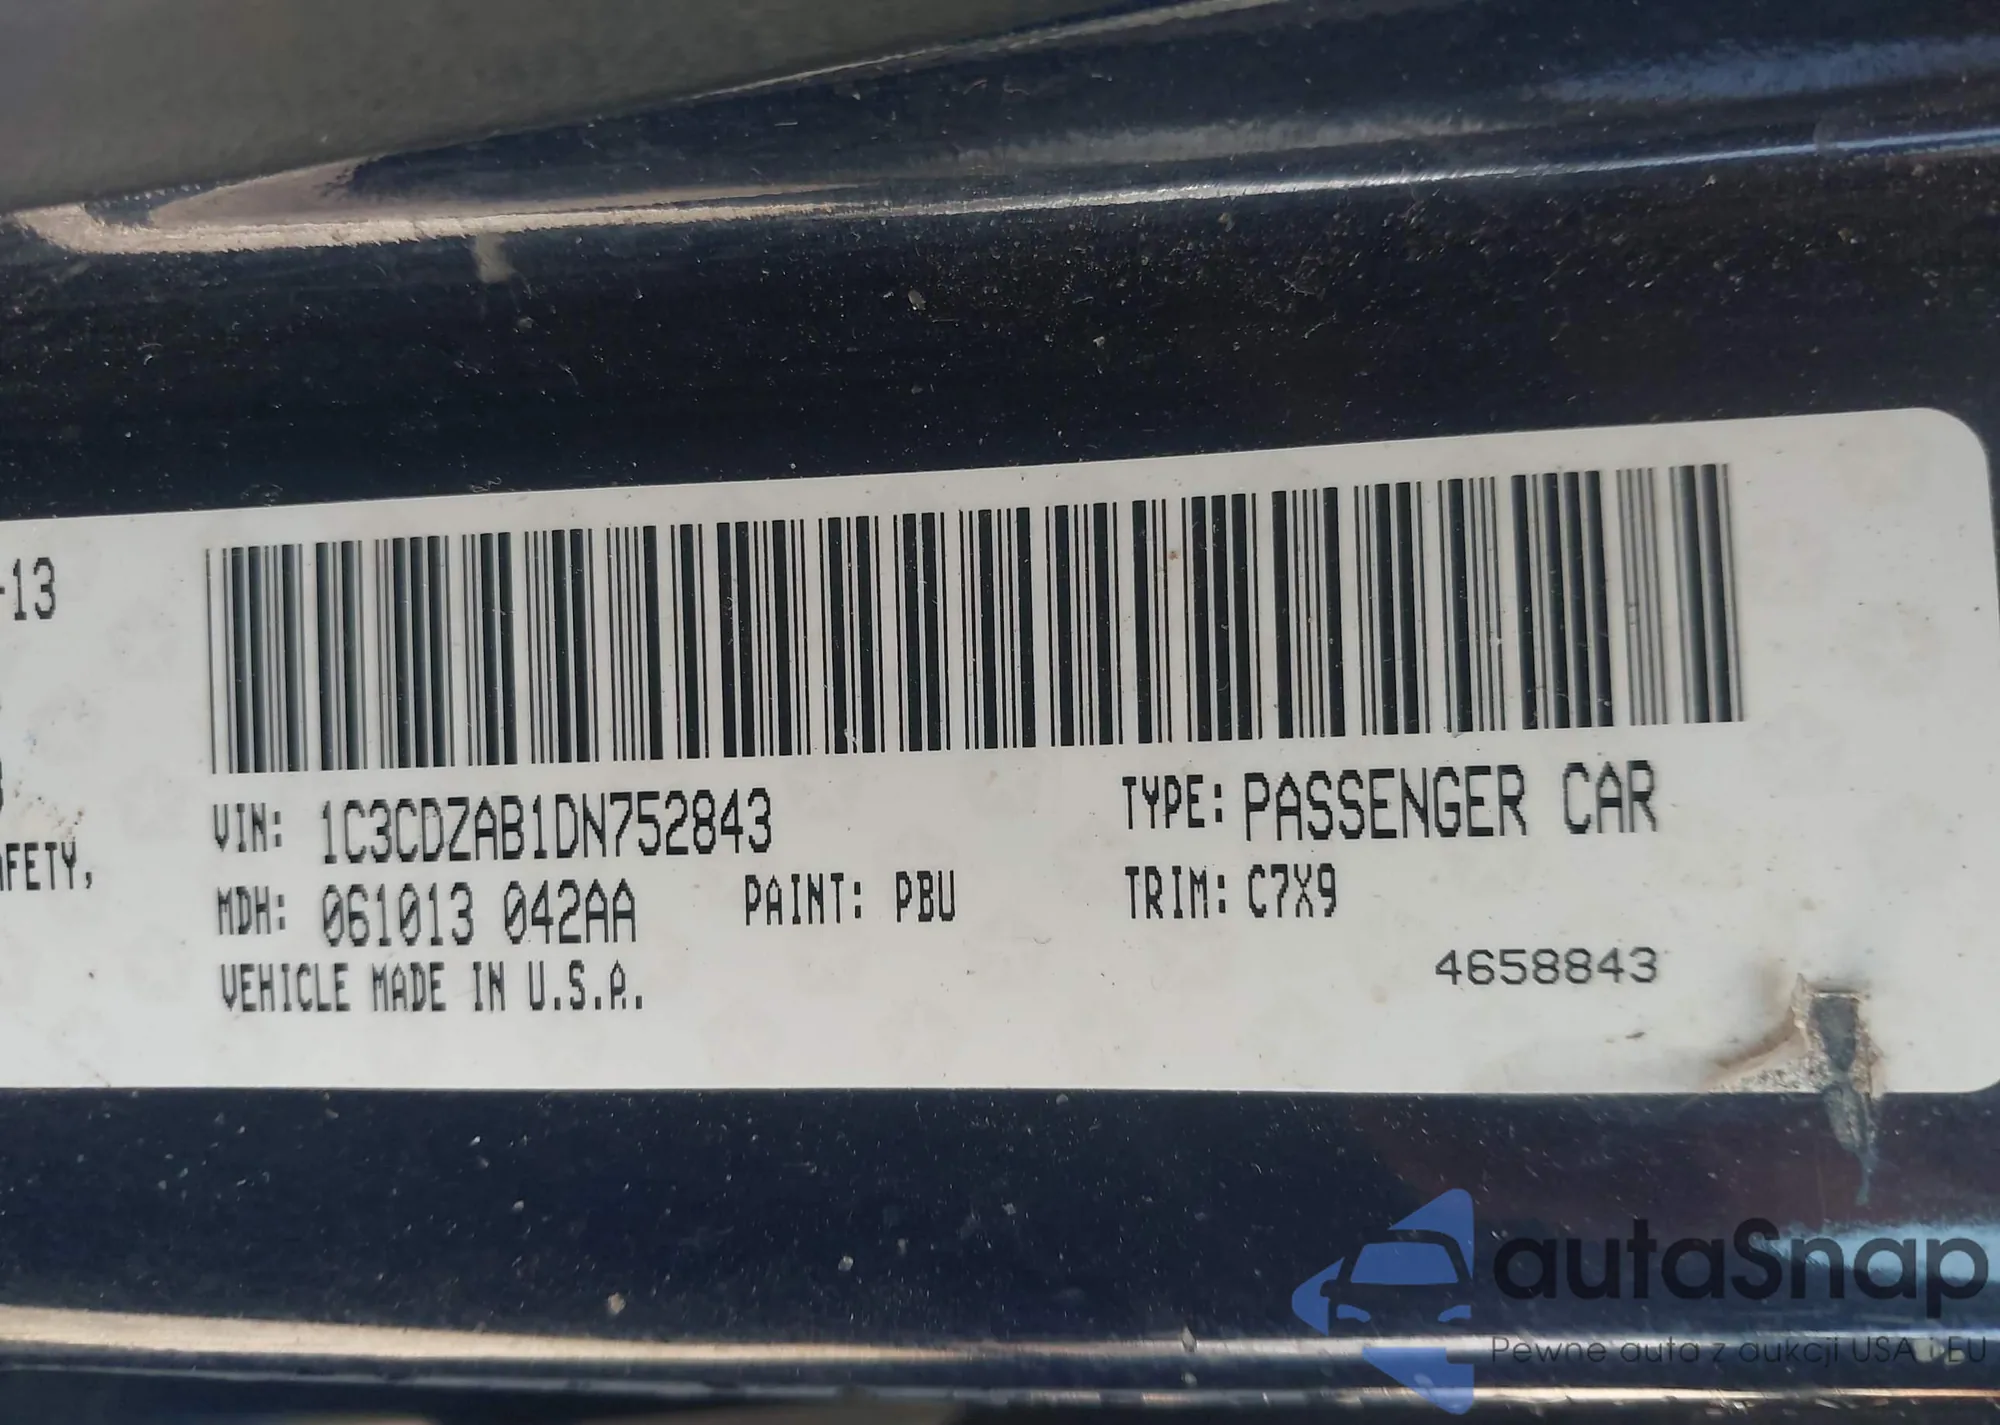 -13
AFETY,
VIN: 1C3CDZAB1DN752843
TYPE: PASSENGER CAR
MDH: 061013 042AA
PAINT: PBU
TRIM: C7X9
VEHICLE MADE IN U.S.A.
4658843
autaSnap
Pewne auta z aukcji USA i EU